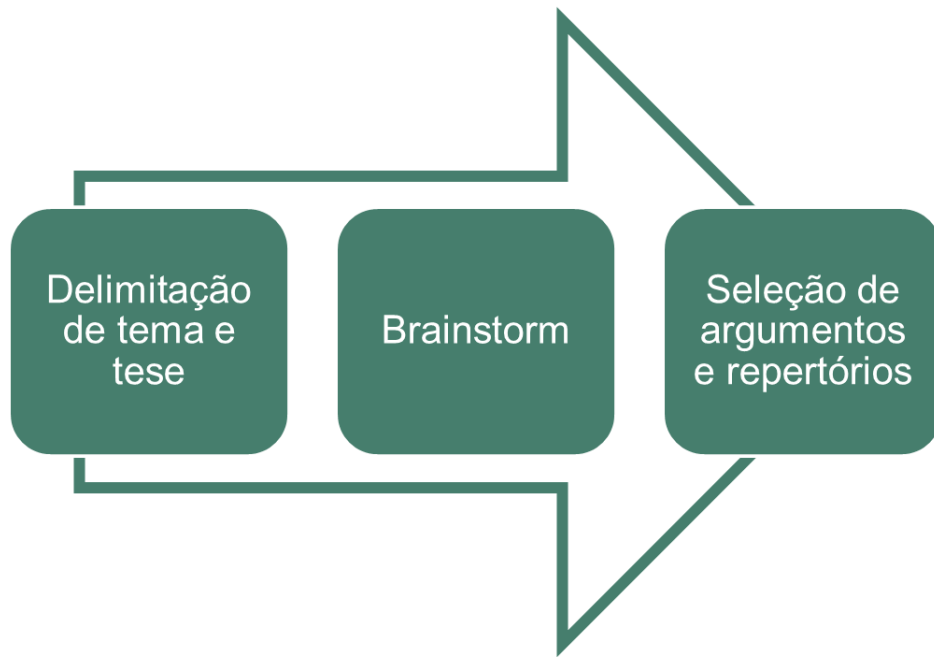 Delimitação
de tema e
tese
Brainstorm
Seleção de
argumentos
e repertórios